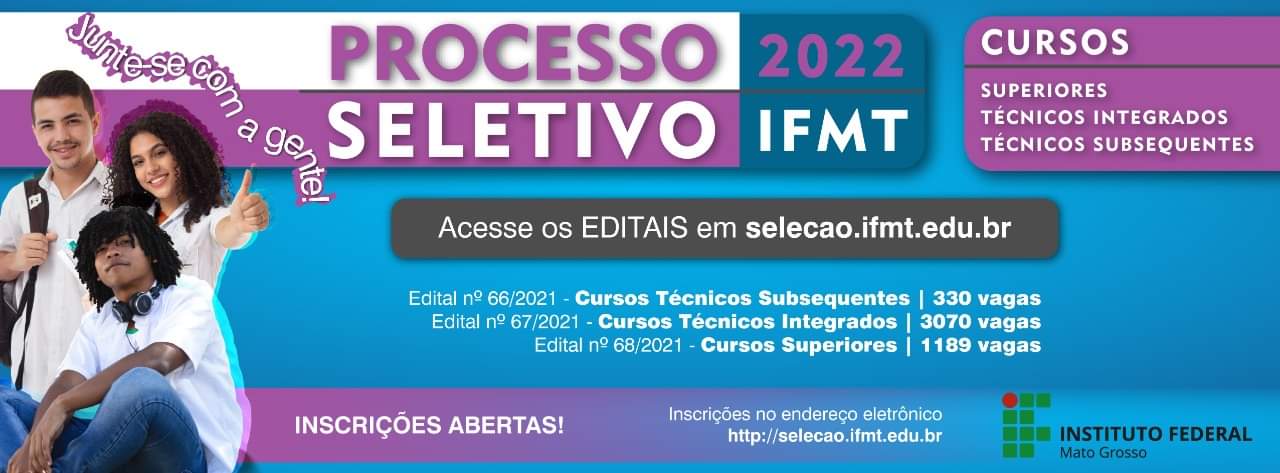 Junte-se com a gente!
PROCESSO
SELETIVO
2022
IFMT
CURSOS
SUPERIORES
TÉCNICOS INTEGRADOS
TÉCNICOS SUBSEQUENTES
Acesse os EDITAIS em selecao.ifmt.edu.br
Edital nº 66/2021 - Cursos Técnicos Subsequentes | 330 vagas
Edital nº 67/2021 - Cursos Técnicos Integrados | 3070 vagas
Edital nº 68/2021 - Cursos Superiores | 1189 vagas
INSCRIÇÕES ABERTAS!
Inscrições no endereço eletrônico
http://selecao.ifmt.edu.br
INSTITUTO FEDERAL
Mato Grosso